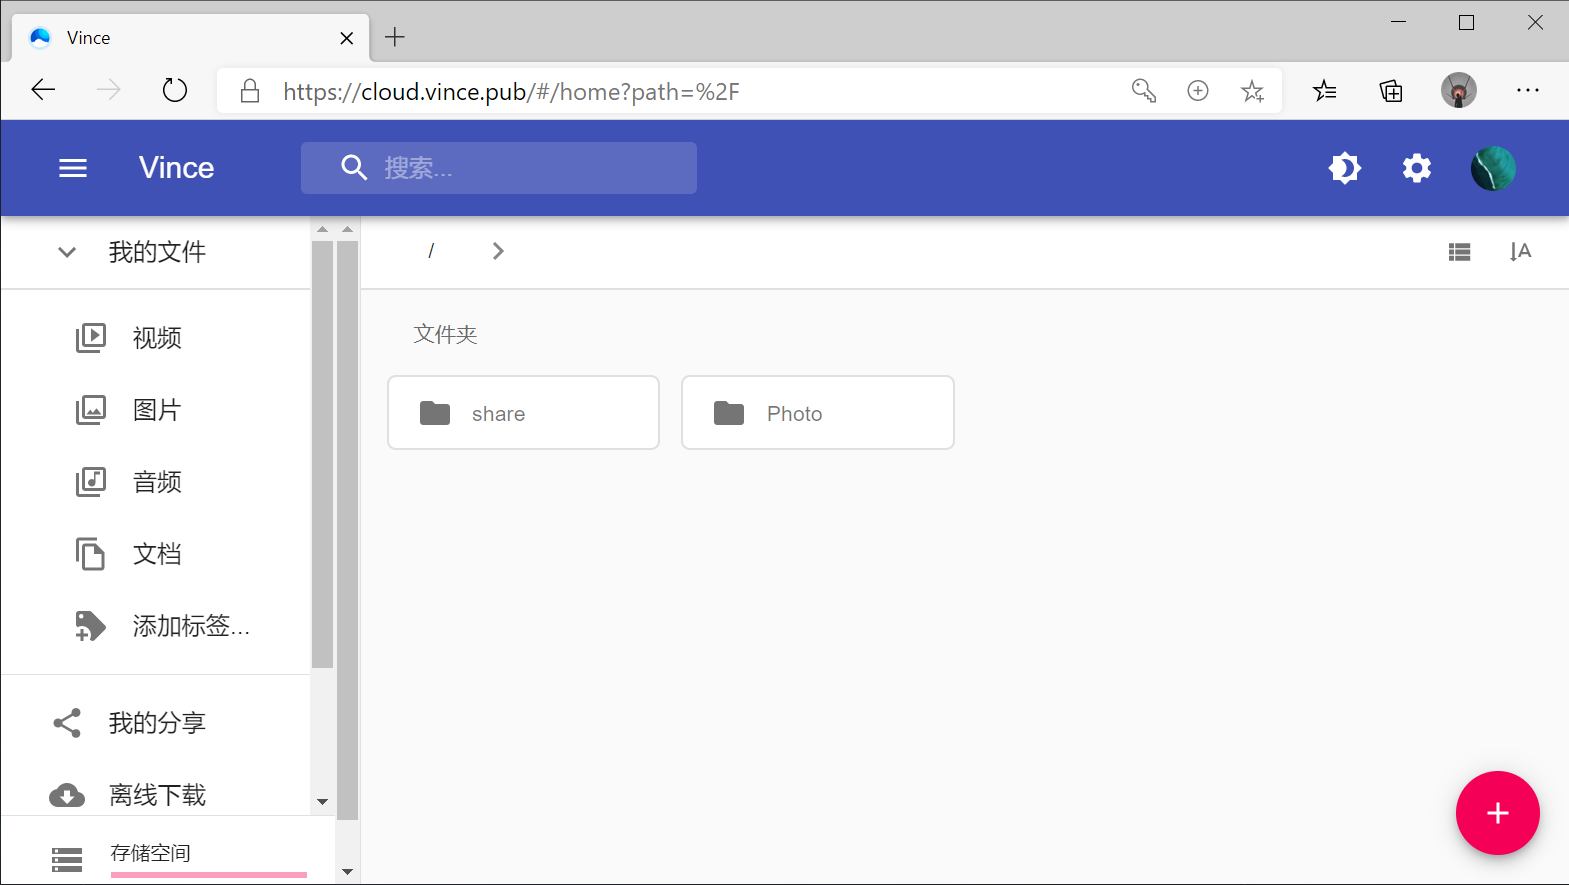 Vince
https://cloud.vince.pub/#/home?path=%2F
Vince
搜索...
我的文件
/
A
文件夹
视频
share
Photo
图片
音频
文档
添加标签...
我的分享
离线下载
存储空间